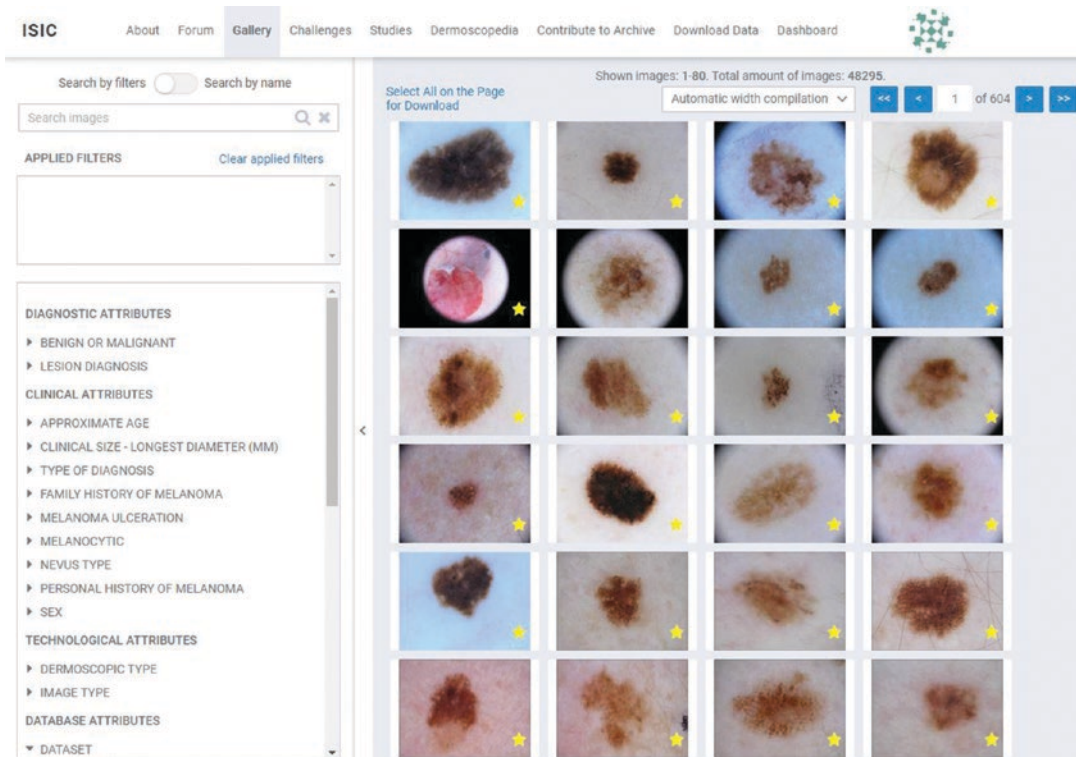 ISIC About Forum Gallery Challenges Studies Dermoscopedia Contribute to Archive Download Data Dashboard
Search by filters Search by name
Search images
APPLIED FILTERS Clear applied filters
DIAGNOSTIC ATTRIBUTES
BENIGN OR MALIGNANT
LESION DIAGNOSIS
CLINICAL ATTRIBUTES
APPROXIMATE AGE
CLINICAL SIZE - LONGEST DIAMETER (MM)
TYPE OF DIAGNOSIS
FAMILY HISTORY OF MELANOMA
MELANOMA ULCERATION
MELANOCYTIC
NEVUS TYPE
PERSONAL HISTORY OF MELANOMA
SEX
TECHNOLOGICAL ATTRIBUTES
DERMOSCOPIC TYPE
IMAGE TYPE
DATABASE ATTRIBUTES
DATASET
Shown images: 1-80. Total amount of images: 48295.
Select All on the Page
for Download
Automatic width compilation << < 1 of 604 > >>